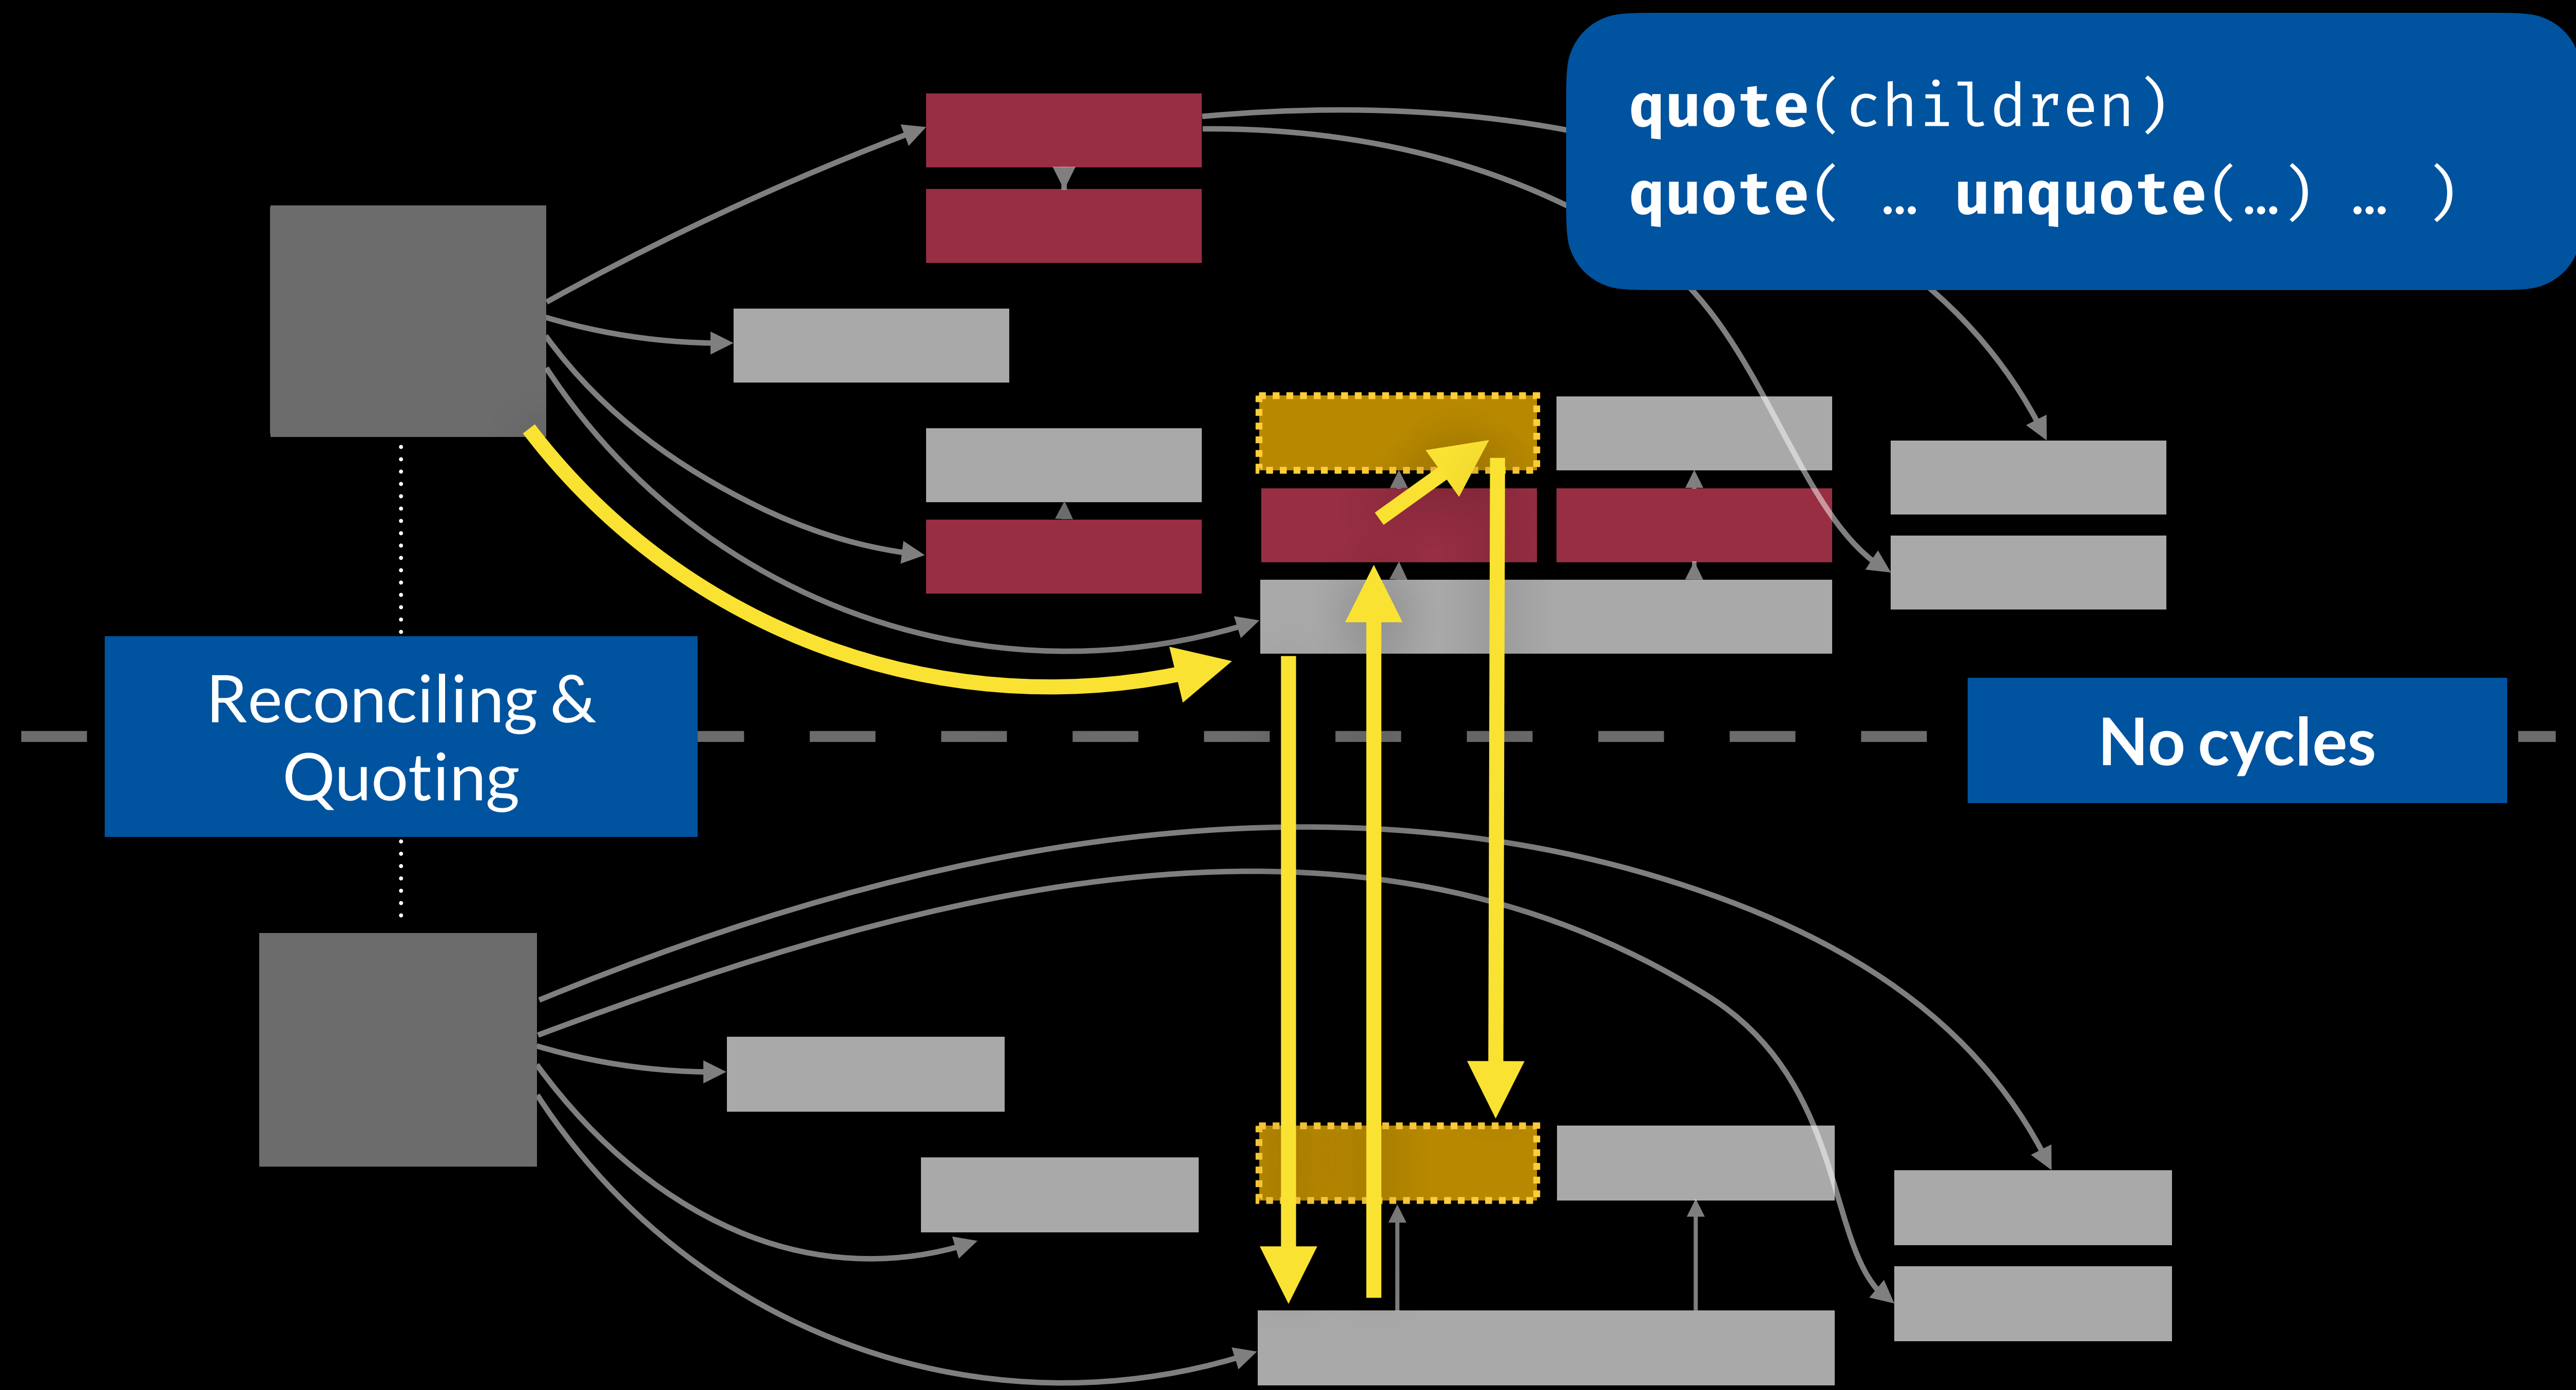 quote(children)
quote( … unquote(…) … )
Reconciling &
Quoting
No cycles